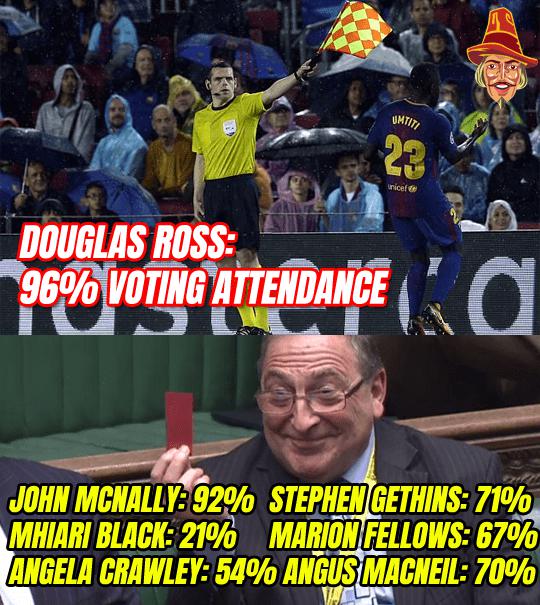 UMTITI
23
unicef
DOUGLAS ROSS:
96% VOTING ATTENDANCE
JOHN MCNALLY: 92% STEPHEN GETHINS: 71%
MHIARI BLACK: 21% MARION FELLOWS: 67%
ANGELA CRAWLEY: 54% ANGUS MACNEIL: 70%